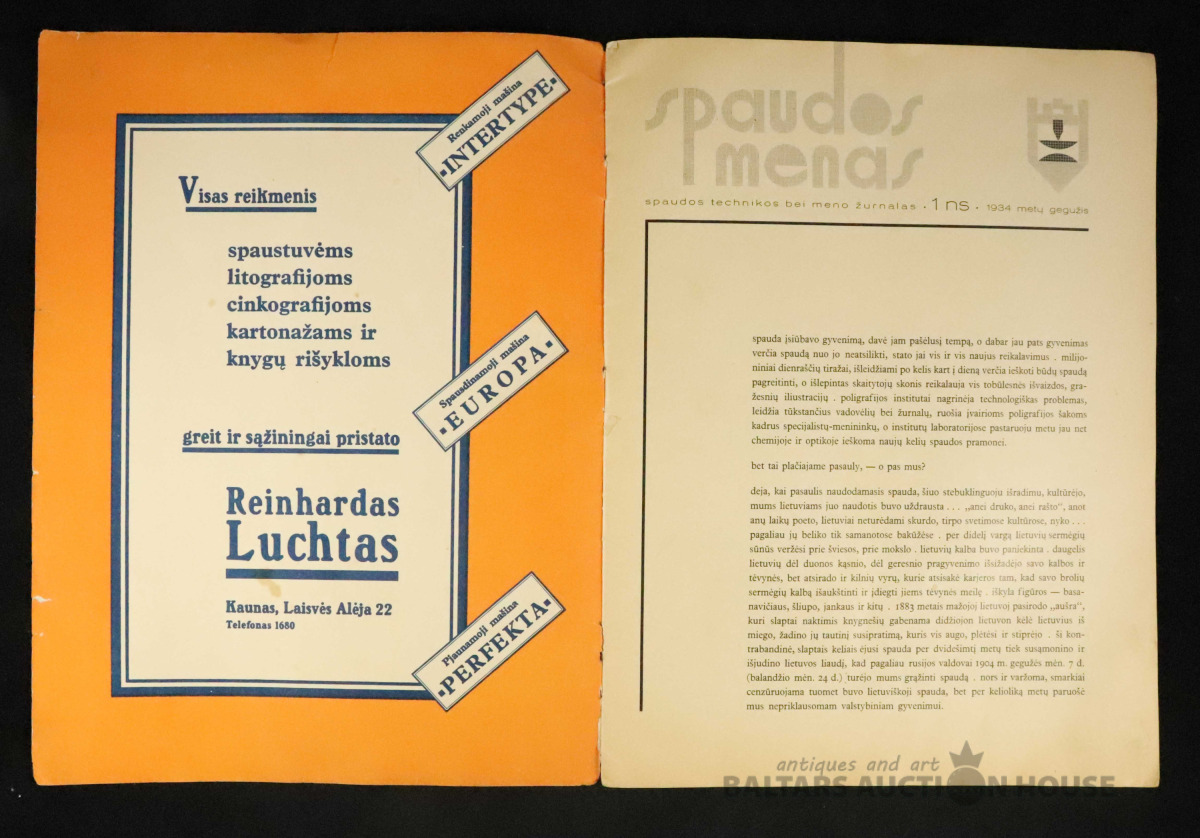 Visas reikmenis
spaustuvėms
litografijoms
cinkografijoms
kartonažams ir
knygų rišykloms
greit ir sąžiningai pristato
Reinhardas
Luchtas
Kaunas, Laisvės Alėja 22
Telefonas 1680
Renkamoji mašina
"INTERTYPE"
Spausdinamoji mašina
"EUROPA"
Pjaunamoji mašina
"PERFEKTA"
spaudos
menas
spaudos technikos bei meno žurnalas · 1 ns · 1934 metų gegužis
spauda įsiūbavo gyvenimą, davė jam pašėlusį tempą, o dabar jau pats gyvenimas
verčia spaudą nuo jo neatsilikti, stato jai vis ir vis naujus reikalavimus . milijo-
niniai dienraščių tiražai, išleidžiami po kelis kart į dieną verčia ieškoti būdų spaudą
pagreitinti, o išlepintas skaitytojų skonis reikalauja vis tobulesnės išvaizdos, gra-
žesnių iliustracijų . poligrafijos institutai nagrinėja technologiškas problemas,
leidžia tūkstančius vadovėlių bei žurnalų, ruošia įvairioms poligrafijos šakoms
kadrus specijalistų-menininkų, o institutų laboratorijose pastaruoju metu jau net
chemijoje ir optikoje ieškoma naujų kelių spaudos pramonei.
bet tai plačiajame pasauly, — o pas mus?
deja, kai pasaulis naudodamasis spauda, šiuo stebuklinguoju išradimu, kultūrėjo,
mums lietuviams juo naudotis buvo uždrausta . . . „anei druko, anei rašto", anot
anų laikų poeto, lietuviai neturėdami skurdo, tirpo svetimose kultūrose, nyko . . .
pagaliau jų beliko tik samanotose bakūžėse . per didelį vargą lietuvių sermėgių
sūnūs veržėsi prie šviesos, prie mokslo . lietuvių kalba buvo paniekinta . daugelis
lietuvių dėl duonos kąsnio, dėl geresnio pragyvenimo išsižadėjo savo kalbos ir
tėvynės, bet atsirado ir kilnių vyrų, kurie atsisakė karjeros tam, kad savo brolių
sermėgių kalbą išaukštinti ir įdiegti jiems tėvynės meilę . iškyla figūros — basa-
navičiaus, šliupo, jankaus ir kitų . 1883 metais mažojoj lietuvoj pasirodo „aušra",
kuri slaptai naktimis knygnešių gabenama didžiojon lietuvon kėlė lietuvius iš
miego, žadino jų tautinį susipratimą, kuris vis augo, plėtėsi ir stiprėjo . ši kon-
trabandinė, slaptais keliais ėjusi spauda per dvidešimtį metų tiek susąmonino ir
išjudino lietuvos liaudį, kad pagaliau rusijos valdovai 1904 m. gegužės mėn. 7 d.
(balandžio mėn. 24 d.) turėjo mums grąžinti spaudą . nors ir varžoma, smarkiai
cenzūruojama tuomet buvo lietuviškoji spauda, bet per kelioliką metų paruošė
mus nepriklausomam valstybiniam gyvenimui.
antiques and art
BALTARS AUCTION HOUSE